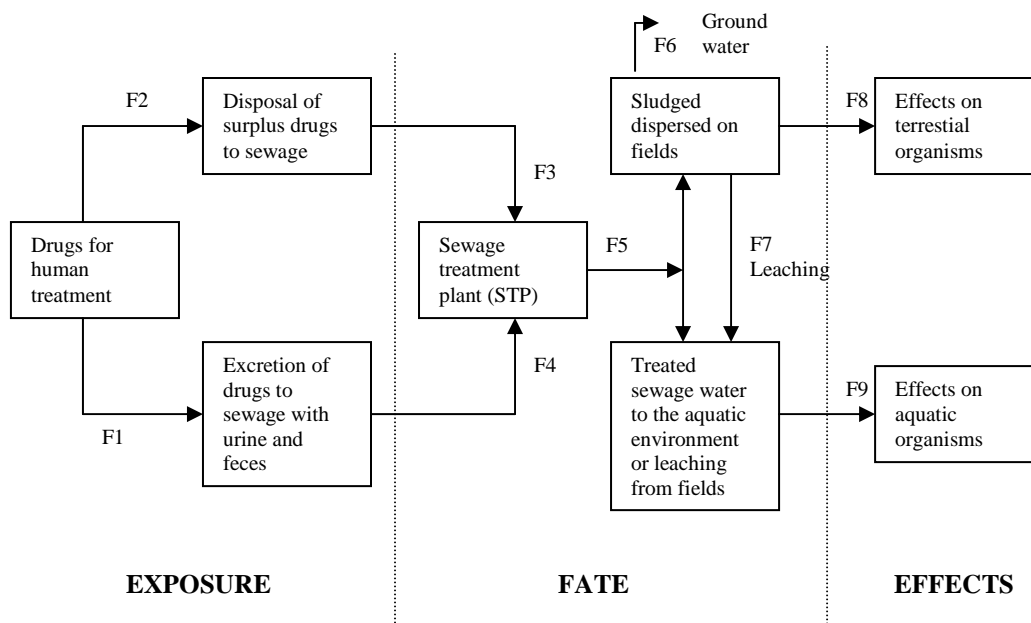 F6
Ground
water
F2
Disposal of
surplus drugs
to sewage
Sludged
dispersed on
fields
F8
Effects on
terrestial
organisms
F3
Drugs for
human
treatment
Sewage
treatment
plant (STP)
F5
F7
Leaching
F1
Excretion of
drugs to
sewage with
urine and
feces
F4
Treated
sewage water
to the aquatic
environment
or leaching
from fields
F9
Effects on
aquatic
organisms
EXPOSURE
FATE
EFFECTS